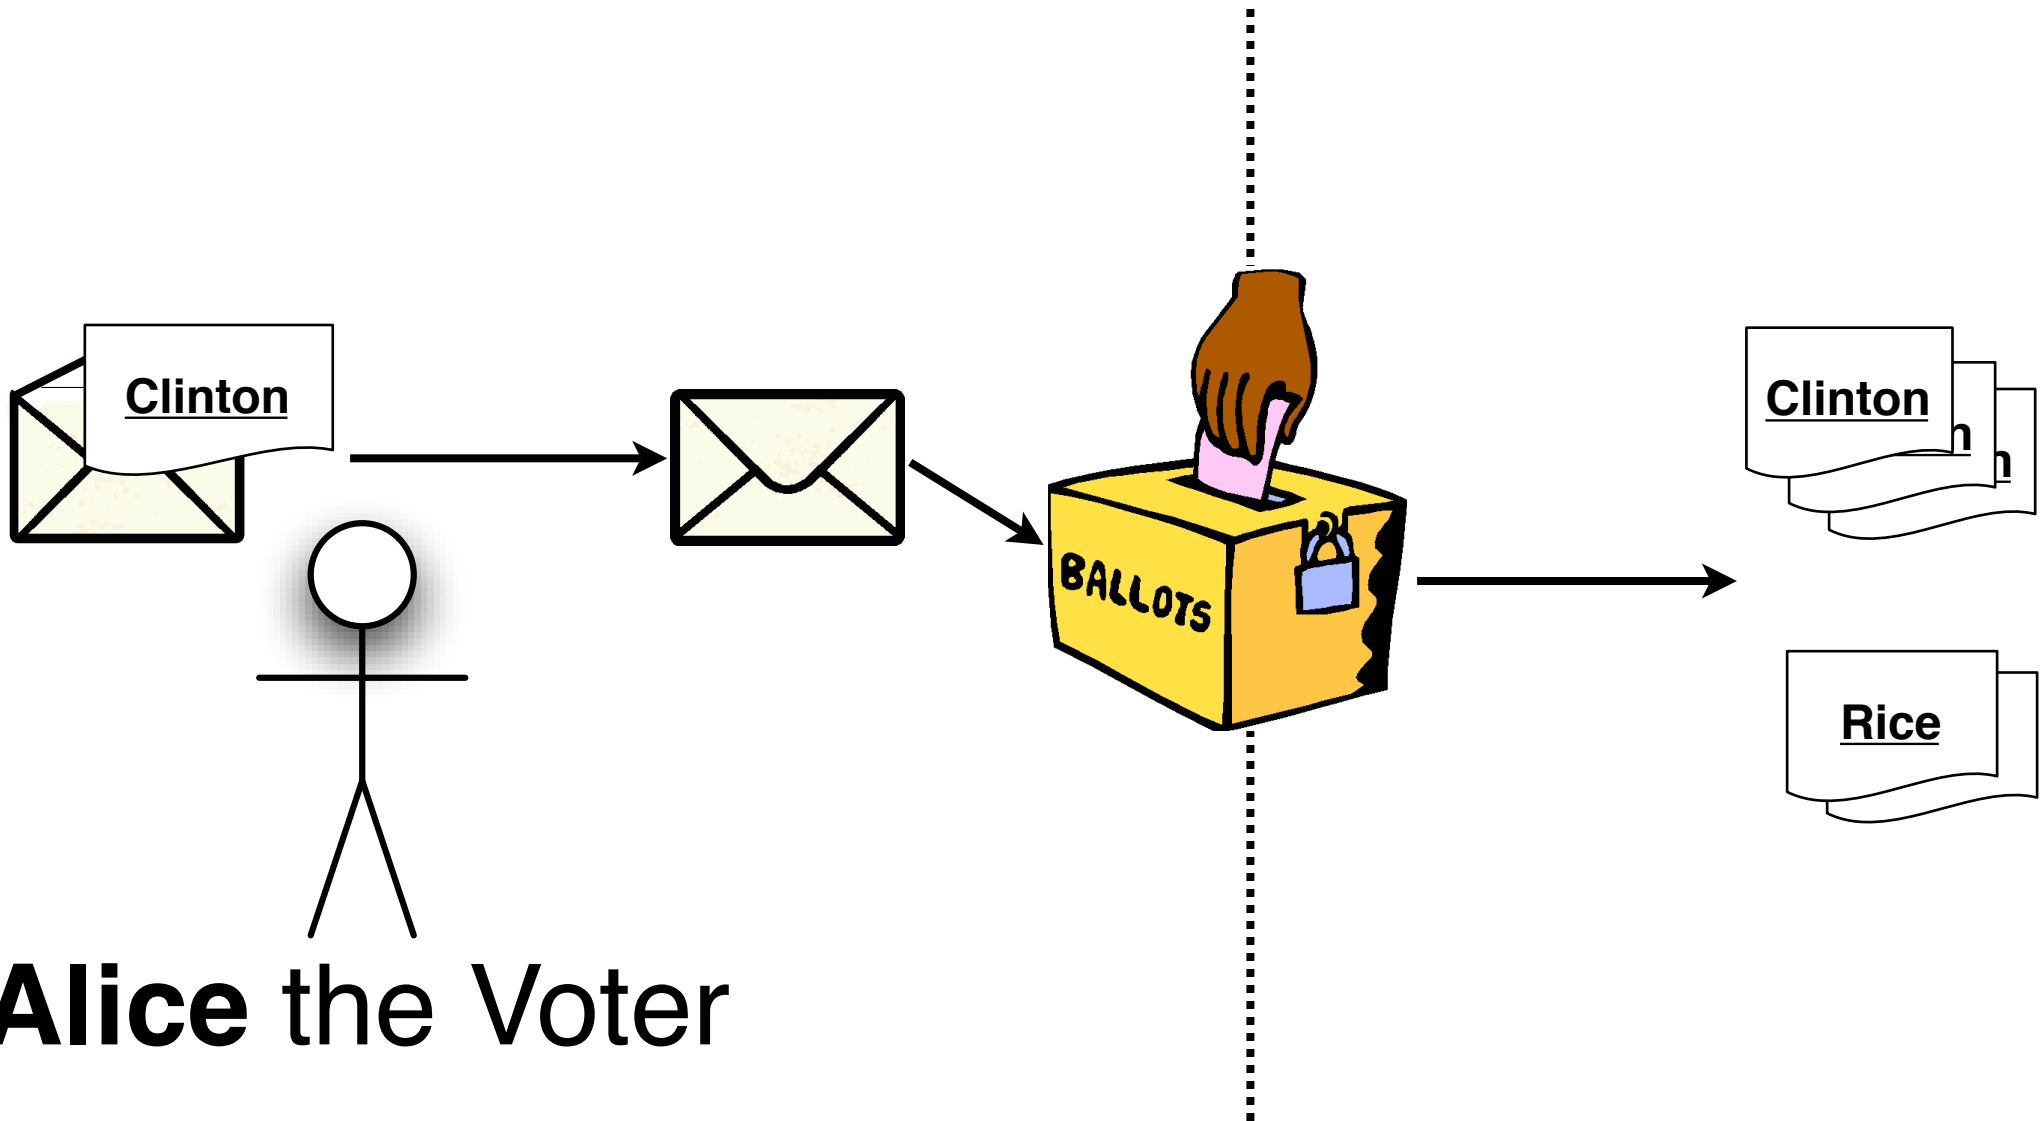 Clinton
BALLOTS
Clinton
n
n
Rice
Alice the Voter